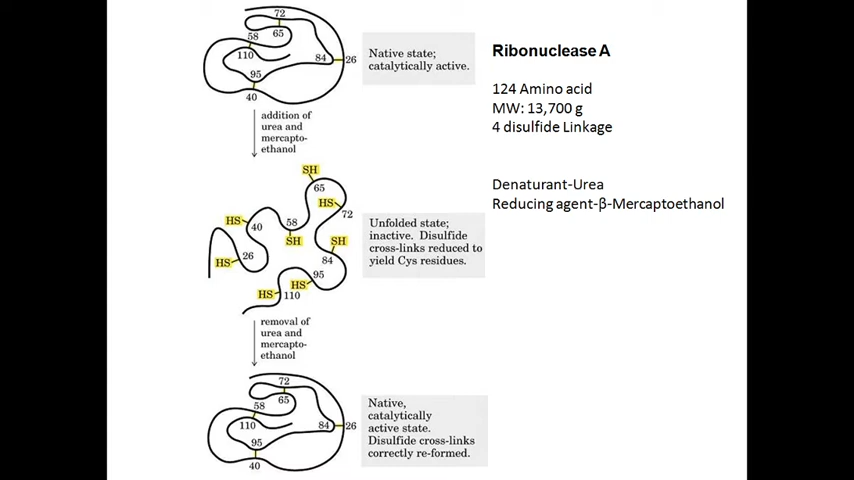 72
65
58
110
84
26
95
40
Native state;
catalytically active.
addition of
urea and
mercapto-
ethanol
SH
65
HS
72
HS
40
58
SH
SH
84
26
HS
95
HS
HS
110
Unfolded state;
inactive. Disulfide
cross-links reduced to
yield Cys residues.
removal of
urea and
mercapto-
ethanol
72
65
58
110
84
26
95
40
Native,
catalytically
active state.
Disulfide cross-links
correctly re-formed.
Ribonuclease A
124 Amino acid
MW: 13,700 g
4 disulfide Linkage
Denaturant-Urea
Reducing agent-β-Mercaptoethanol